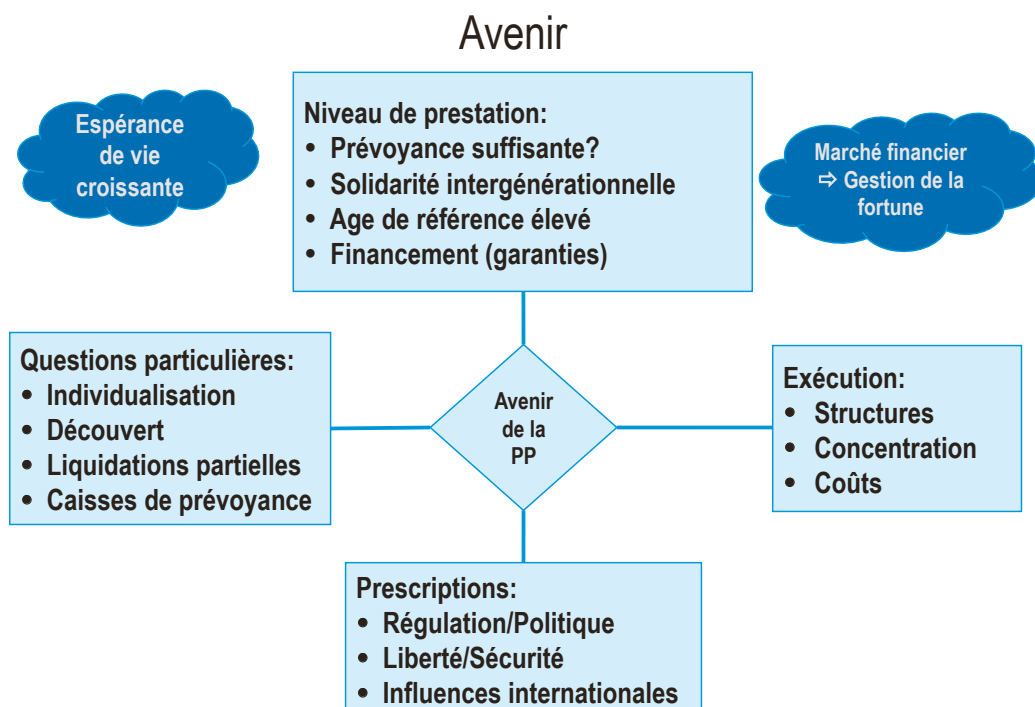 Avenir
Espérance
de vie
croissante
Niveau de prestation:
• Prévoyance suffisante?
• Solidarité intergénérationnelle
• Age de référence élevé
• Financement (garanties)
Marché financier
⇨ Gestion de la
fortune
Questions particulières:
• Individualisation
• Découvert
• Liquidations partielles
• Caisses de prévoyance
Avenir
de la
PP
Exécution:
• Structures
• Concentration
• Coûts
Prescriptions:
• Régulation/Politique
• Liberté/Sécurité
• Influences internationales